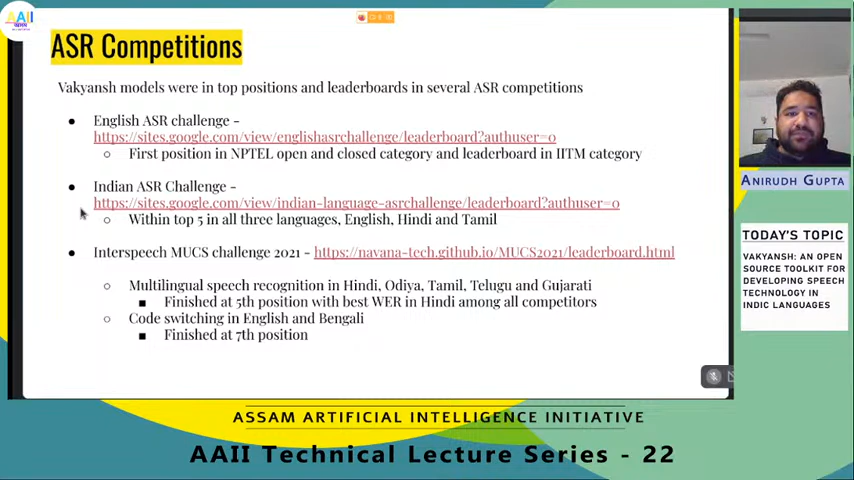 AAII
ASR Competitions
Vakyansh models were in top positions and leaderboards in several ASR competitions
● English ASR challenge -
https://sites.google.com/view/englishasrchallenge/leaderboard?authuser=0
○ First position in NPTEL open and closed category and leaderboard in IITM category
● Indian ASR Challenge -
https://sites.google.com/view/indian-language-asrchallenge/leaderboard?authuser=0
○ Within top 5 in all three languages, English, Hindi and Tamil
● Interspeech MUCS challenge 2021 - https://navana-tech.github.io/MUCS2021/leaderboard.html
○ Multilingual speech recognition in Hindi, Odiya, Tamil, Telugu and Gujarati
■ Finished at 5th position with best WER in Hindi among all competitors
○ Code switching in English and Bengali
■ Finished at 7th position
ANIRUDH GUPTA
TODAY'S TOPIC
VAKYANSH: AN OPEN
SOURCE TOOLKIT FOR
DEVELOPING SPEECH
TECHNOLOGY IN
INDIC LANGUAGES
ASSAM ARTIFICIAL INTELLIGENCE INITIATIVE
AAII Technical Lecture Series - 22